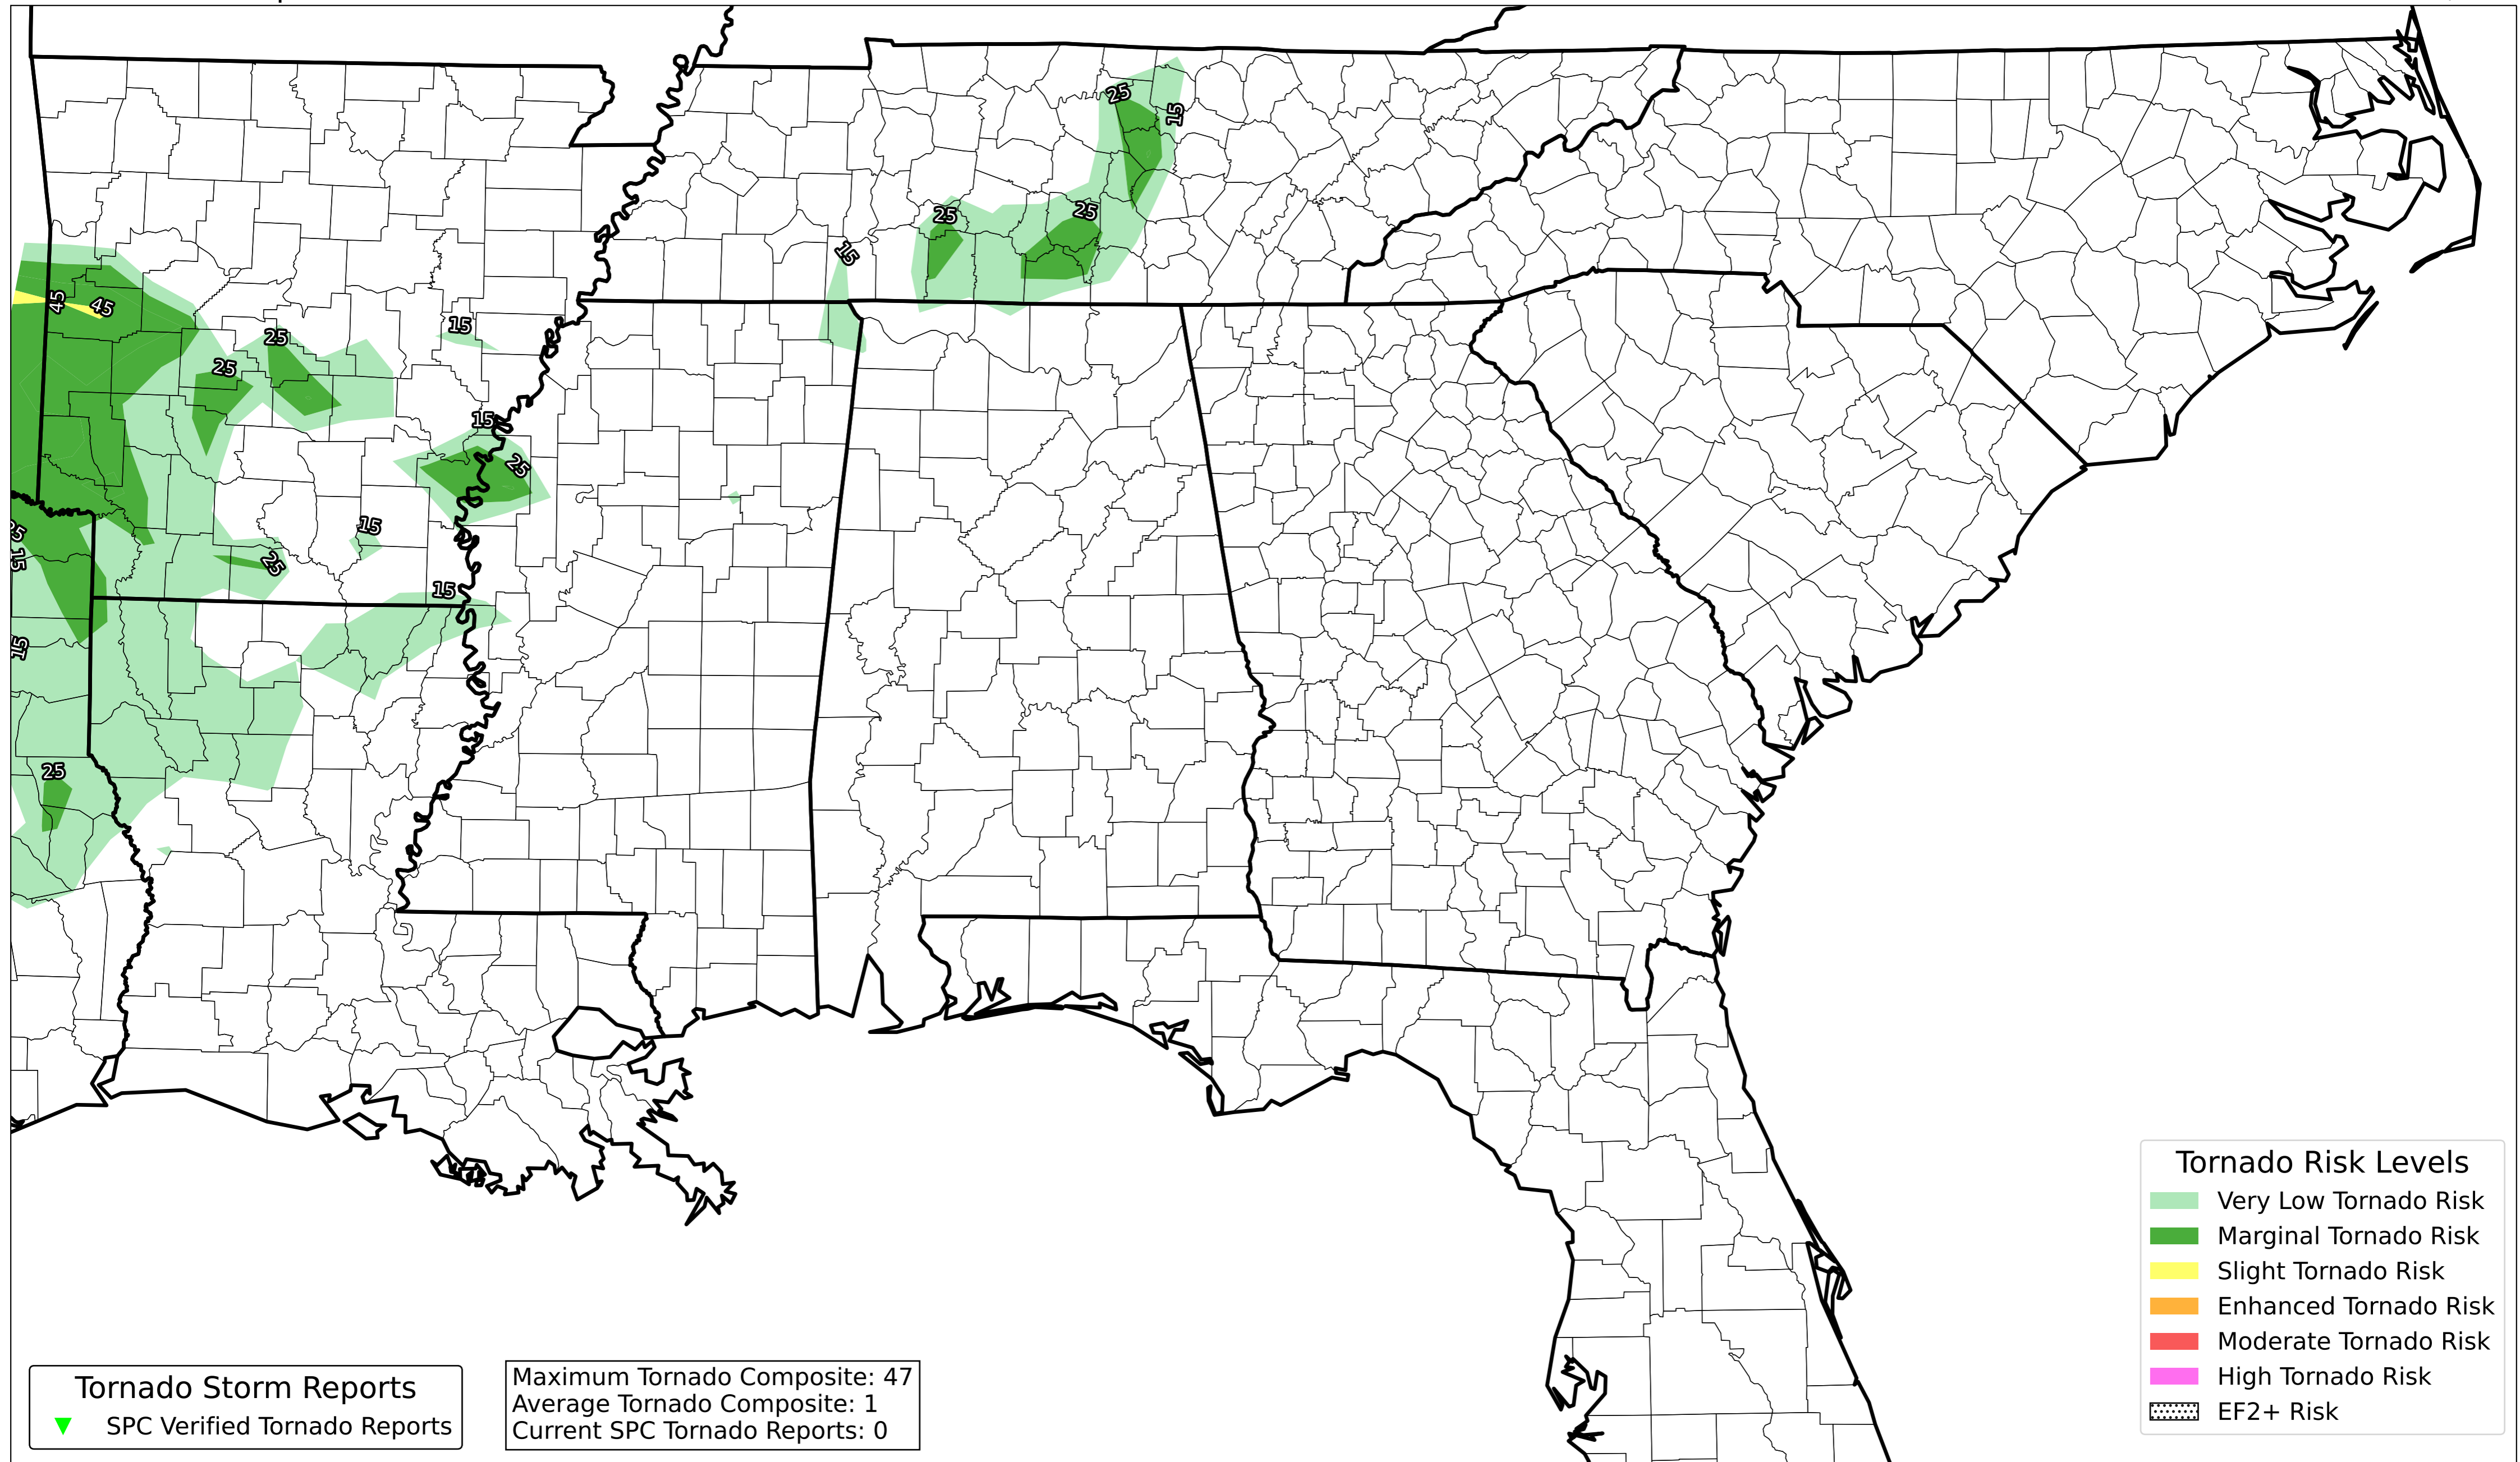 25
15
25
25
15
45
45
15
25
25
15
25
25
15
15
25
15
15
25
Tornado Risk Levels
Very Low Tornado Risk
Marginal Tornado Risk
Slight Tornado Risk
Enhanced Tornado Risk
Moderate Tornado Risk
High Tornado Risk
EF2+ Risk
Tornado Storm Reports
SPC Verified Tornado Reports
Maximum Tornado Composite: 47
Average Tornado Composite: 1
Current SPC Tornado Reports: 0